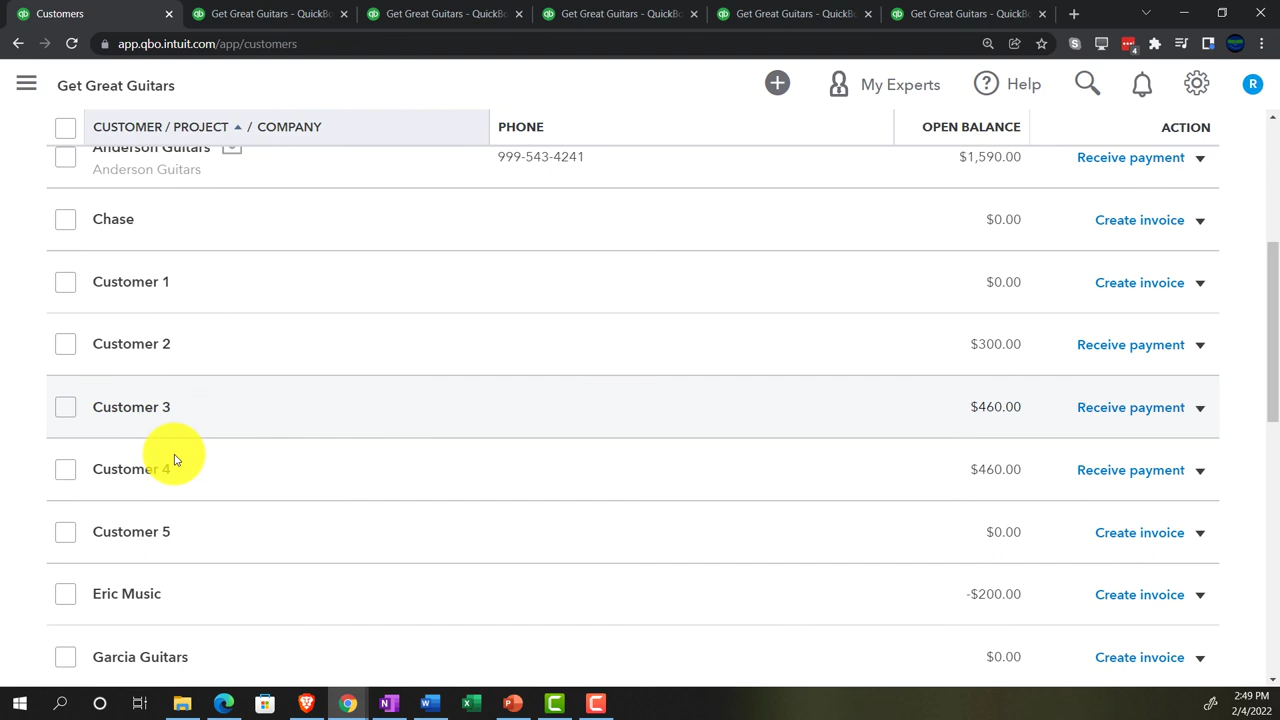 Customers
Get Great Guitars - QuickBo
Get Great Guitars - QuickBo
Get Great Guitars - QuickBo
Get Great Guitars - QuickBo
Get Great Guitars - QuickBo
app.qbo.intuit.com/app/customers
4
Get Great Guitars
My Experts
Help
R
CUSTOMER / PROJECT / COMPANY
PHONE
OPEN BALANCE
ACTION
Anderson Guitars
999-543-4241
$1,590.00
Receive payment
Anderson Guitars
Chase
$0.00
Create invoice
Customer 1
$0.00
Create invoice
Customer 2
$300.00
Receive payment
Customer 3
$460.00
Receive payment
Customer 4
$460.00
Receive payment
Customer 5
$0.00
Create invoice
Eric Music
-$200.00
Create invoice
Garcia Guitars
$0.00
Create invoice
2:49 PM
2/4/2022